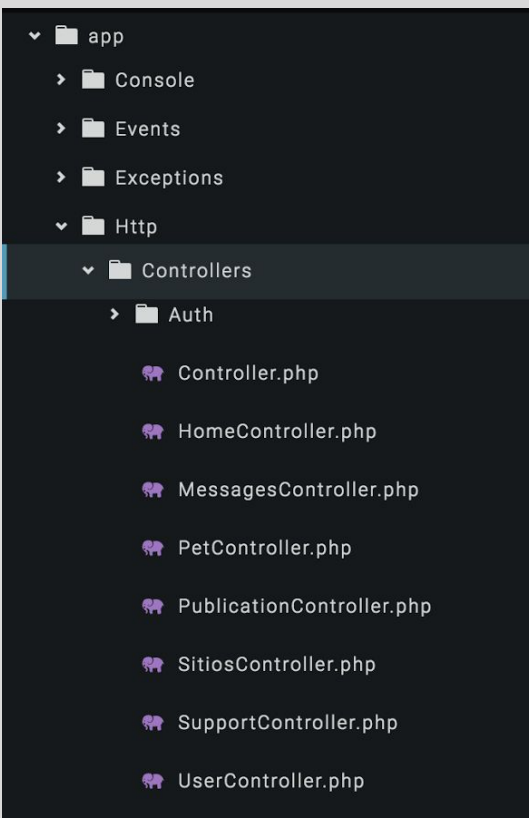 app
Console
Events
Exceptions
Http
Controllers
Auth
Controller.php
HomeController.php
MessagesController.php
PetController.php
PublicationController.php
SitiosController.php
SupportController.php
UserController.php